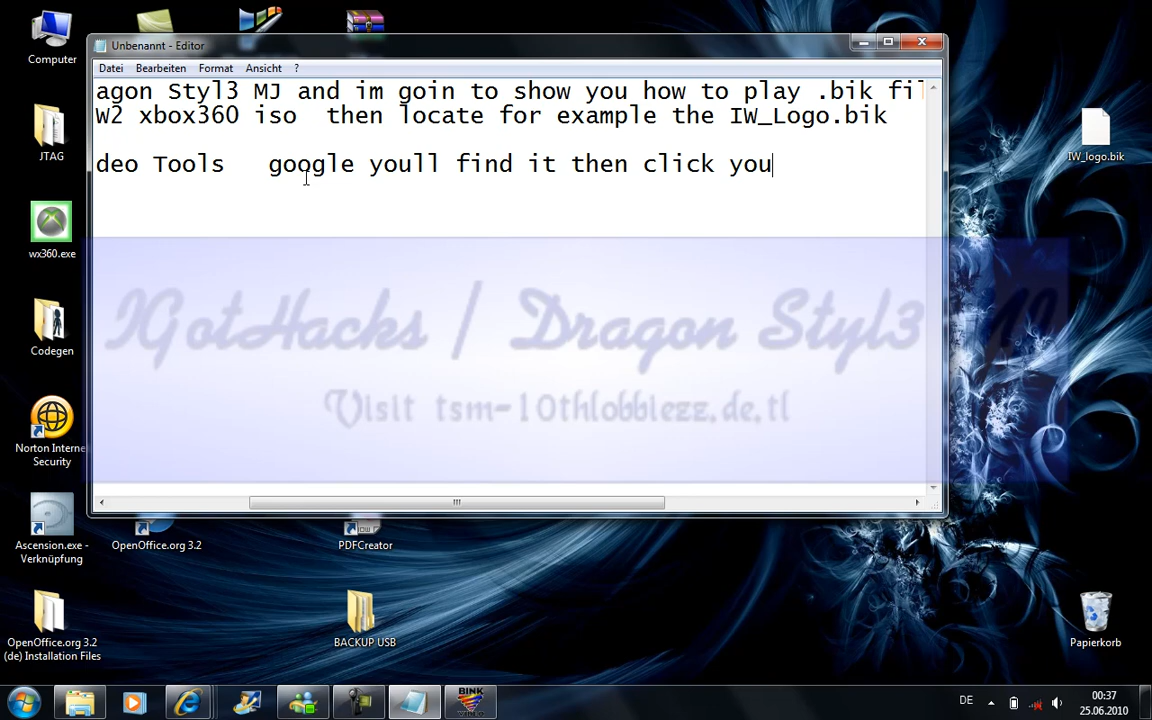 Computer
Unbenannt - Editor
Datei Bearbeiten Format Ansicht ?
agon Styl3 MJ and im goin to show you how to play .bik fil
W2 xbox360 iso then locate for example the IW_Logo.bik
deo Tools google youll find it then click you
JTAG
IW_logo.bik
wx360.exe
XGotHacks / Dragon Styl3 MJ
Visit tsm-10thlobbiezz.de.tl
Codegen
Norton Interne
Security
Ascension.exe -
Verknüpfung
OpenOffice.org 3.2
PDFCreator
OpenOffice.org 3.2
(de) Installation Files
BACKUP USB
Papierkorb
BINK
DE
00:37
25.06.2010